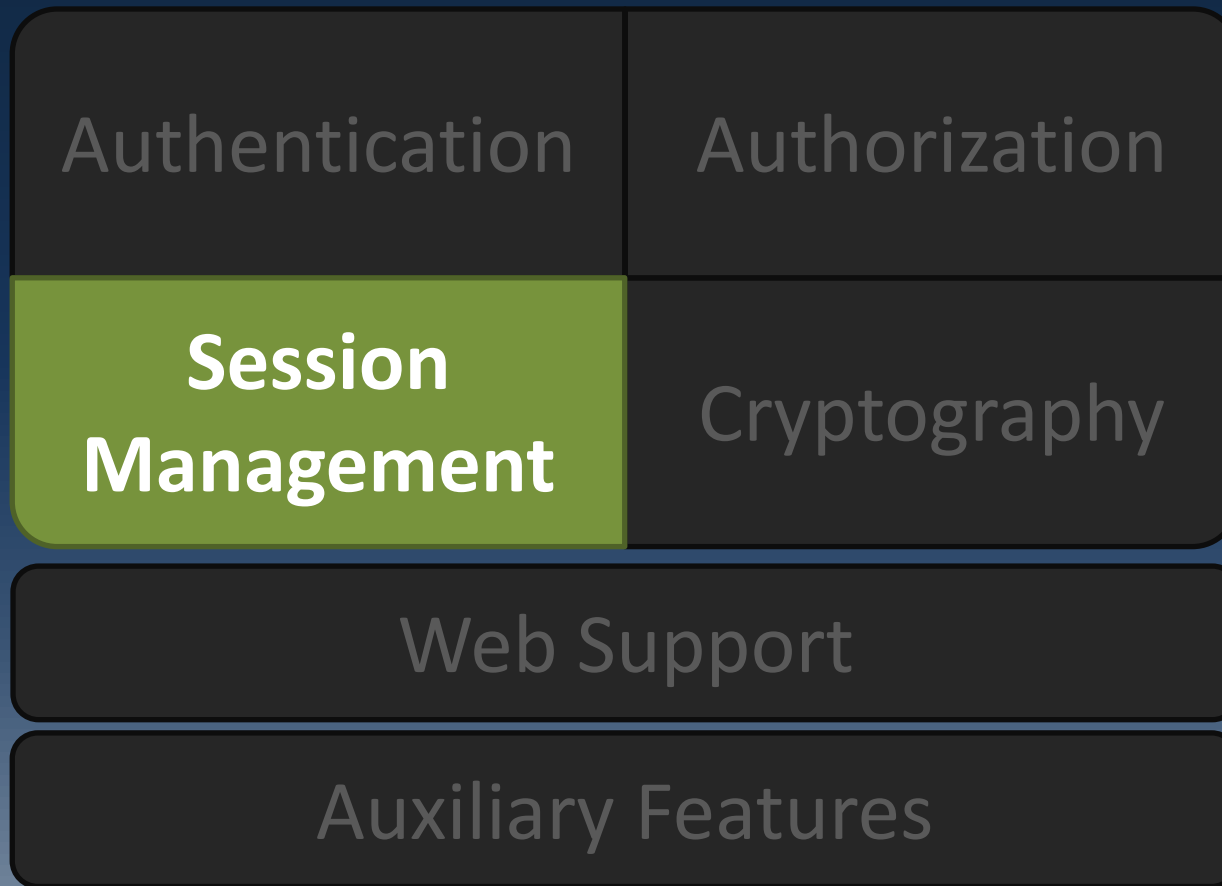 Authentication
Authorization
Session
Management
Cryptography
Web Support
Auxiliary Features